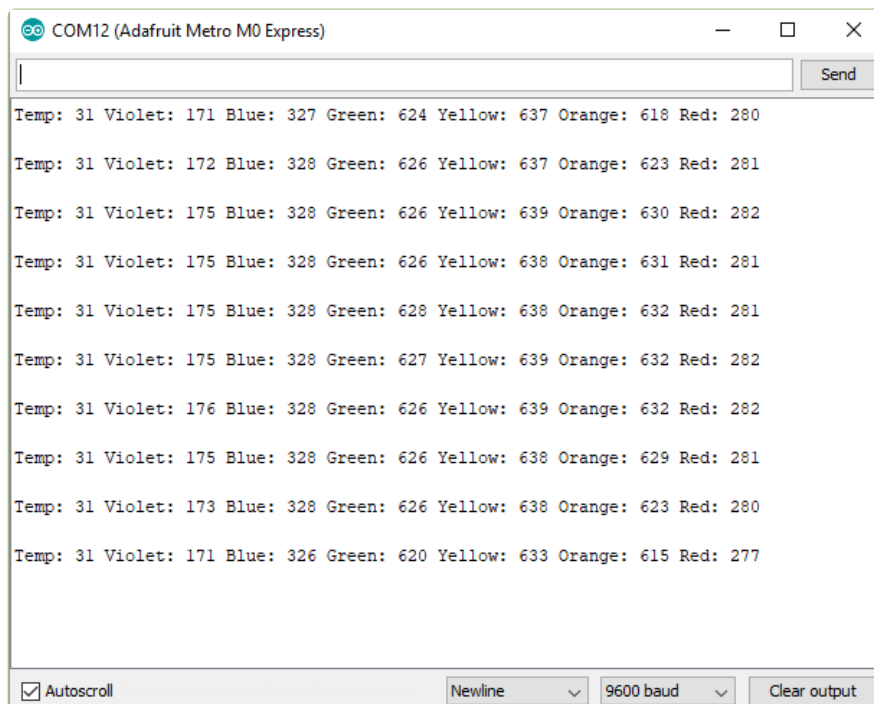 COM12 (Adafruit Metro M0 Express)
Send
Temp: 31 Violet: 171 Blue: 327 Green: 624 Yellow: 637 Orange: 618 Red: 280
Temp: 31 Violet: 172 Blue: 328 Green: 626 Yellow: 637 Orange: 623 Red: 281
Temp: 31 Violet: 175 Blue: 328 Green: 626 Yellow: 639 Orange: 630 Red: 282
Temp: 31 Violet: 175 Blue: 328 Green: 626 Yellow: 638 Orange: 631 Red: 281
Temp: 31 Violet: 175 Blue: 328 Green: 628 Yellow: 638 Orange: 632 Red: 281
Temp: 31 Violet: 175 Blue: 328 Green: 627 Yellow: 639 Orange: 632 Red: 282
Temp: 31 Violet: 176 Blue: 328 Green: 626 Yellow: 639 Orange: 632 Red: 282
Temp: 31 Violet: 175 Blue: 328 Green: 626 Yellow: 638 Orange: 629 Red: 281
Temp: 31 Violet: 173 Blue: 328 Green: 626 Yellow: 638 Orange: 623 Red: 280
Temp: 31 Violet: 171 Blue: 326 Green: 620 Yellow: 633 Orange: 615 Red: 277
Autoscroll Newline 9600 baud Clear output